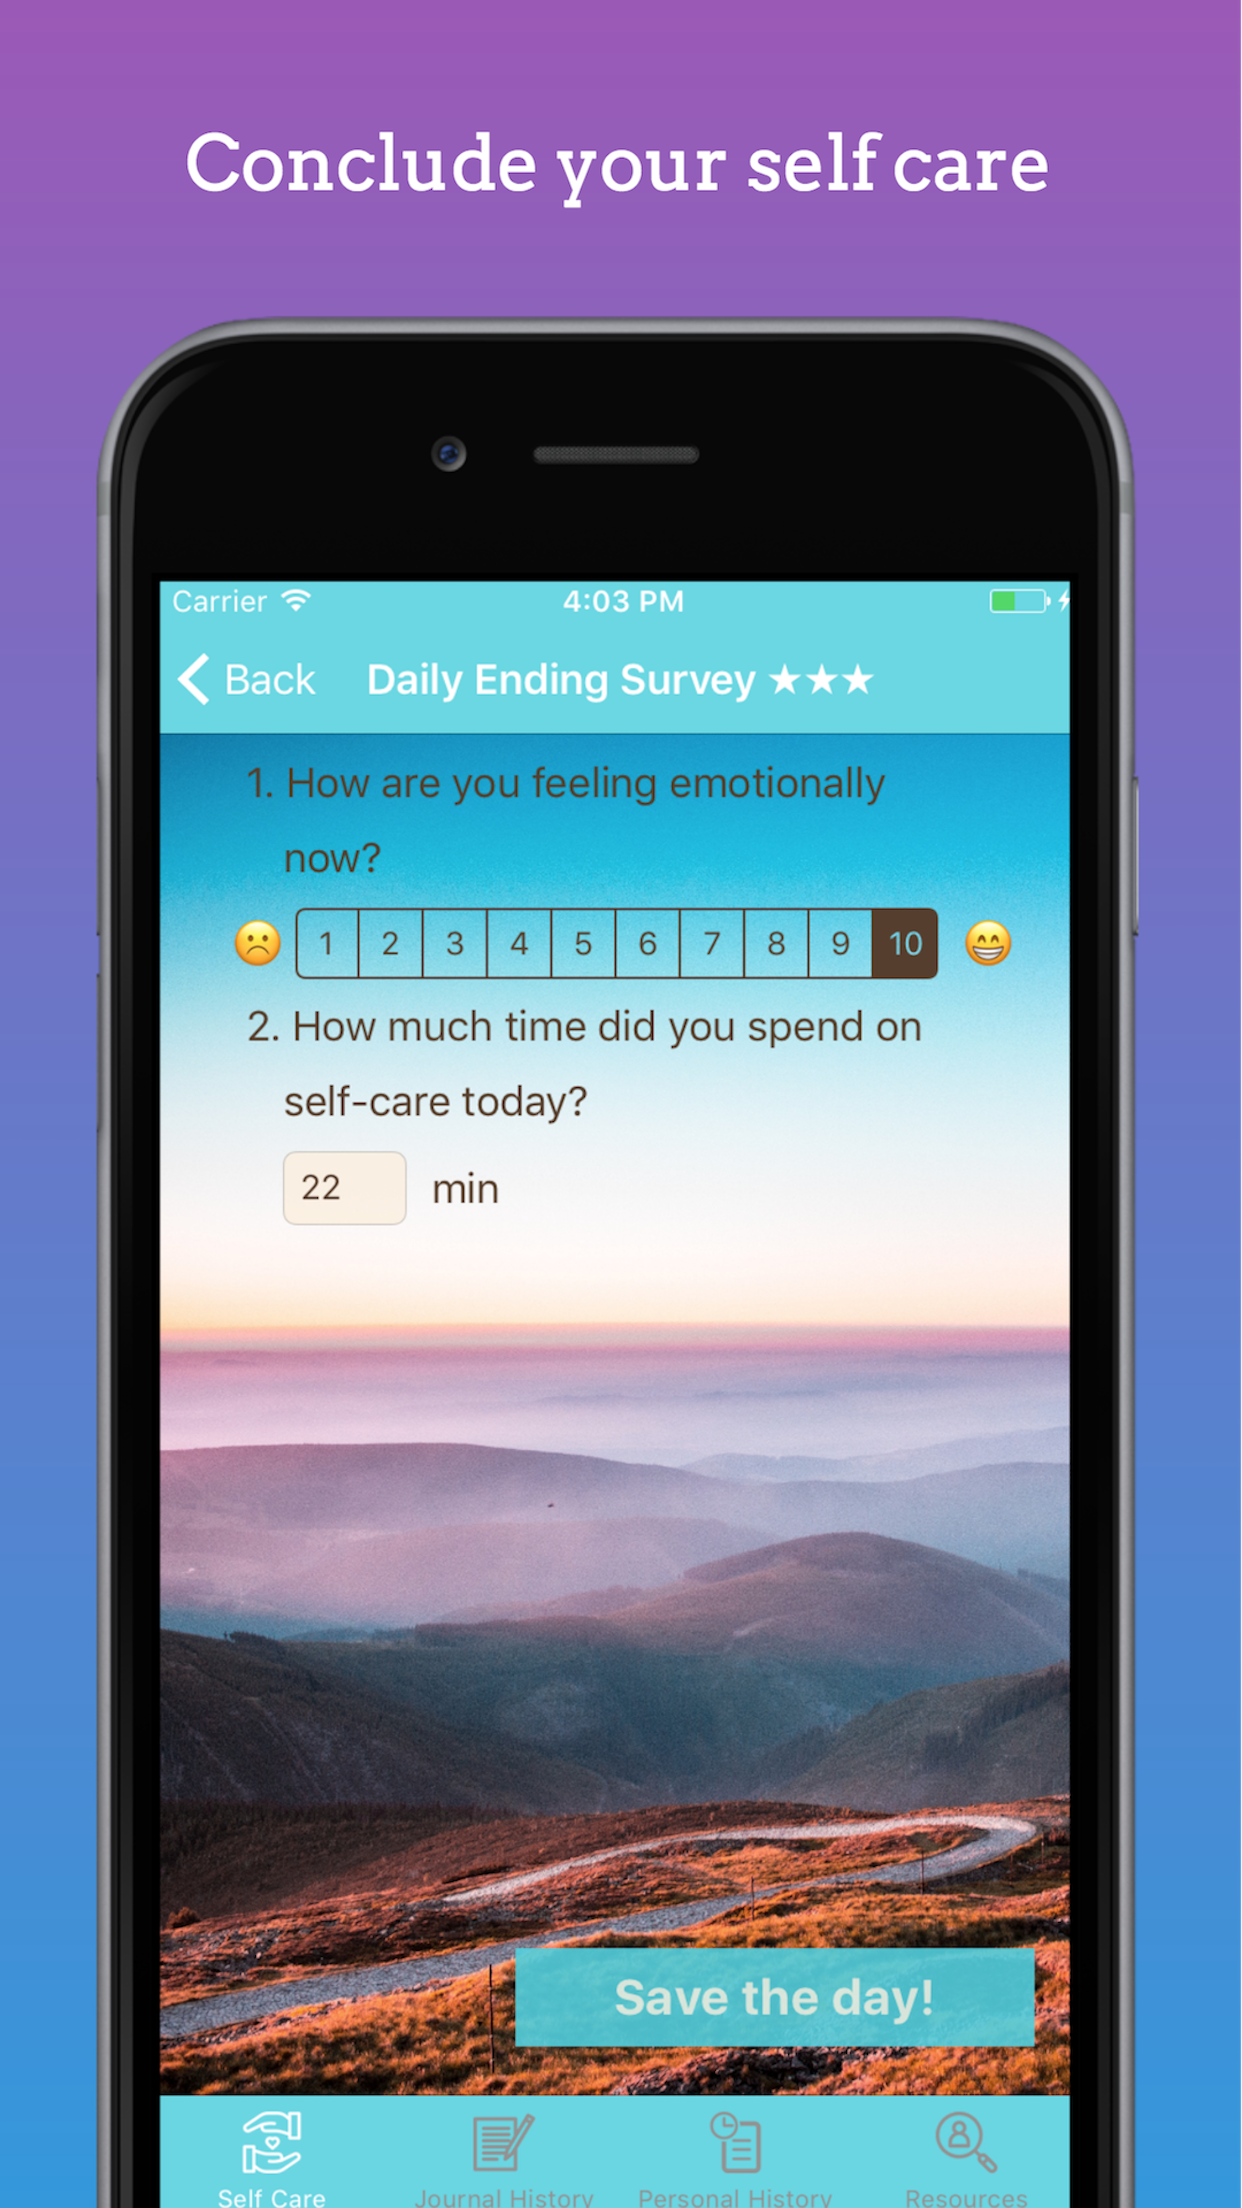 Conclude your self care
Carrier 4:03 PM
Back Daily Ending Survey ★★★
1. How are you feeling emotionally
now?
1 2 3 4 5 6 7 8 9 10
2. How much time did you spend on
self-care today?
22 min
Save the day!
Self Care Journal History Personal History Resources